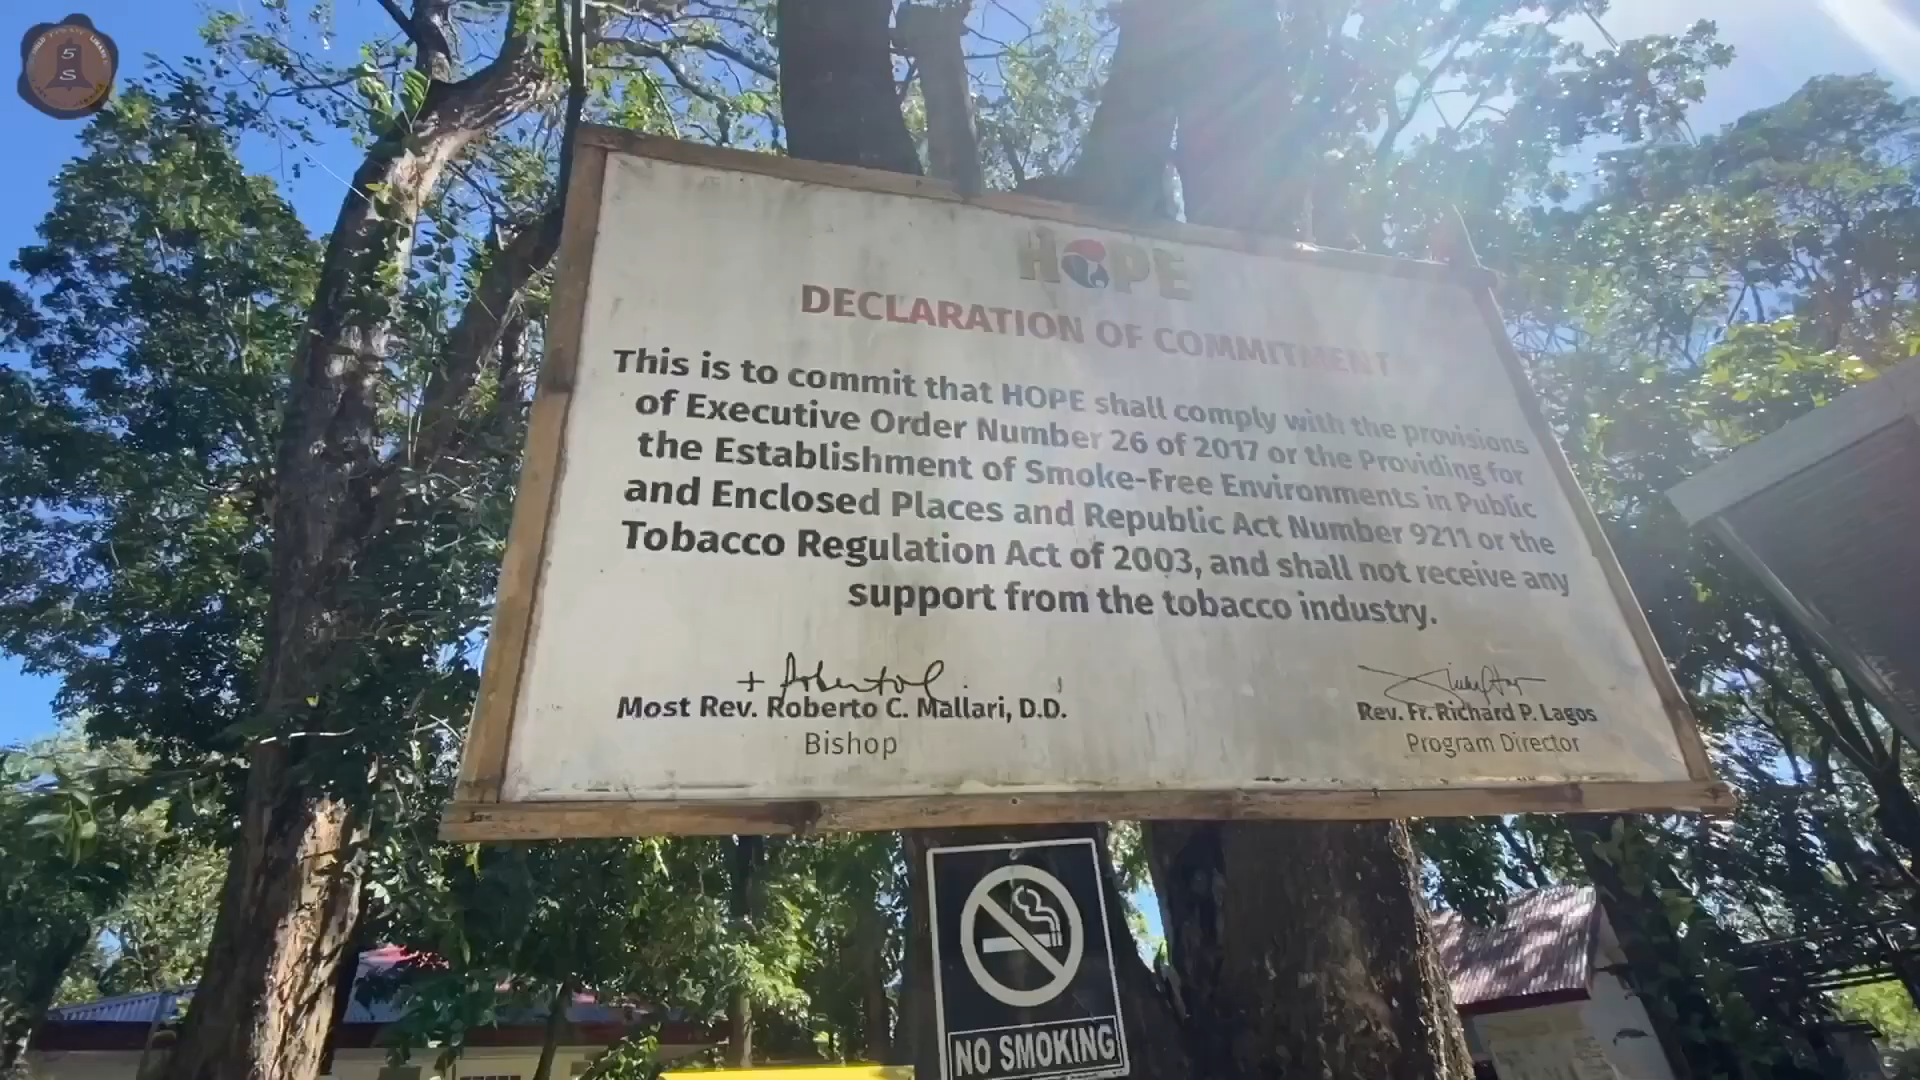 5
S
HOPE
DECLARATION OF COMMITMENT
This is to commit that HOPE shall comply with the provisions
of Executive Order Number 26 of 2017 or the Providing for
the Establishment of Smoke-Free Environments in Public
and Enclosed Places and Republic Act Number 9211 or the
Tobacco Regulation Act of 2003, and shall not receive any
support from the tobacco industry.
Most Rev. Roberto C. Mallari, D.D.
Bishop
Rev. Fr. Richard P. Lagos
Program Director
NO SMOKING